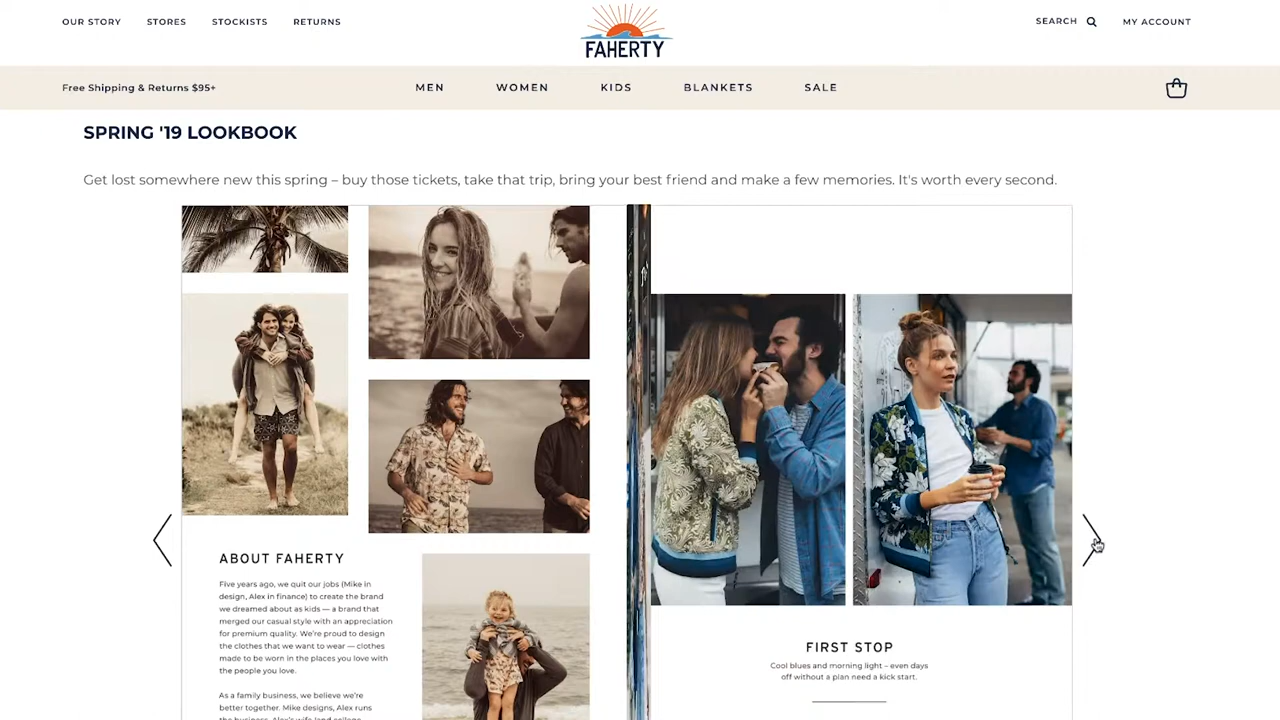 OUR STORY STORES STOCKISTS RETURNS
FAHERTY
SEARCH MY ACCOUNT
Free Shipping & Returns $95+
MEN WOMEN KIDS BLANKETS SALE
SPRING '19 LOOKBOOK
Get lost somewhere new this spring – buy those tickets, take that trip, bring your best friend and make a few memories. It's worth every second.
ABOUT FAHERTY
Five years ago, we quit our jobs (Mike in
design, Alex in finance) to create the brand
we dreamed about as kids — a brand that
merged our casual style with an appreciation
for premium quality. We're proud to design
the clothes that we want to wear — clothes
made to be worn in the places you love with
the people you love.
As a family business, we believe we're
better together. Mike designs, Alex runs
FIRST STOP
Cool blues and morning light – even days
off without a plan need a kick start.